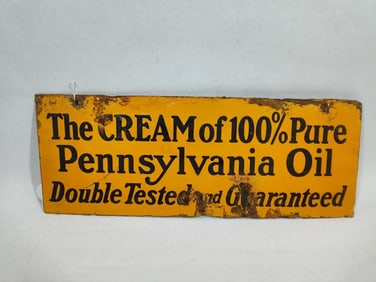 The CREAM of 100% Pure
Pennsylvania Oil
Double Tested and Guaranteed